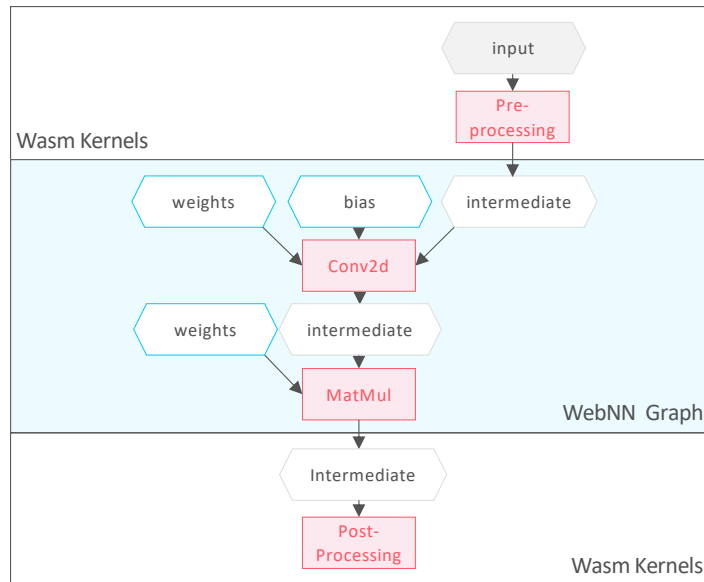 input
Pre-
processing
Wasm Kernels
weights
bias
intermediate
Conv2d
weights
intermediate
MatMul
WebNN Graph
Intermediate
Post-
Processing
Wasm Kernels